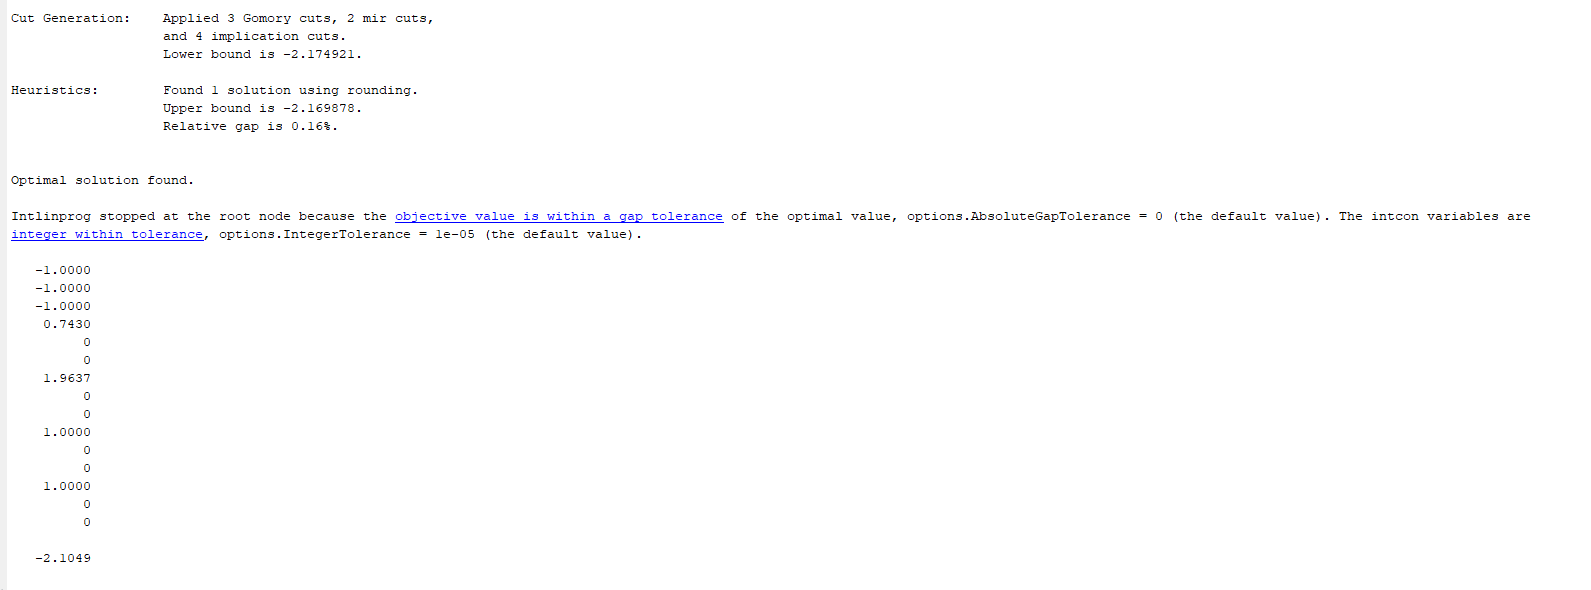 Cut Generation:    Applied 3 Gomory cuts, 2 mir cuts,
and 4 implication cuts.
Lower bound is -2.174921.
Heuristics:        Found 1 solution using rounding.
Upper bound is -2.169878.
Relative gap is 0.16%.
Optimal solution found.
Intlinprog stopped at the root node because the objective value is within a gap tolerance of the optimal value, options.AbsoluteGapTolerance = 0 (the default value). The intcon variables are
integer within tolerance, options.IntegerTolerance = 1e-05 (the default value).
-1.0000
-1.0000
-1.0000
0.7430
0
0
1.9637
0
0
1.0000
0
0
1.0000
0
0
-2.1049